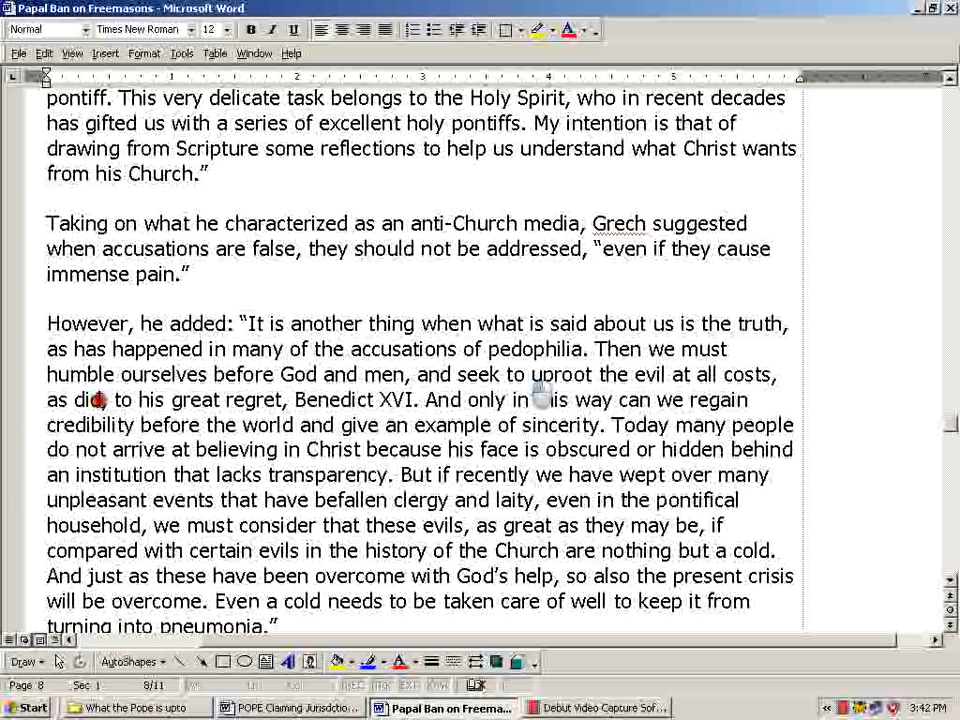 Papal Ban on Freemasons - Microsoft Word
Normal Times New Roman 12 B I U
File Edit View Insert Format Tools Table Window Help
1 2 3 4 5
pontiff. This very delicate task belongs to the Holy Spirit, who in recent decades
has gifted us with a series of excellent holy pontiffs. My intention is that of
drawing from Scripture some reflections to help us understand what Christ wants
from his Church.”
Taking on what he characterized as an anti-Church media, Grech suggested
when accusations are false, they should not be addressed, “even if they cause
immense pain.”
However, he added: “It is another thing when what is said about us is the truth,
as has happened in many of the accusations of pedophilia. Then we must
humble ourselves before God and men, and seek to uproot the evil at all costs,
as did, to his great regret, Benedict XVI. And only in this way can we regain
credibility before the world and give an example of sincerity. Today many people
do not arrive at believing in Christ because his face is obscured or hidden behind
an institution that lacks transparency. But if recently we have wept over many
unpleasant events that have befallen clergy and laity, even in the pontifical
household, we must consider that these evils, as great as they may be, if
compared with certain evils in the history of the Church are nothing but a cold.
And just as these have been overcome with God’s help, so also the present crisis
will be overcome. Even a cold needs to be taken care of well to keep it from
turning into pneumonia.”
Draw AutoShapes
Page 8 Sec 1 8/11
Start What the Pope is upto POPE Claiming Jurisdictio... Papal Ban on Freema... Debut Video Capture Sof... « 3:42 PM